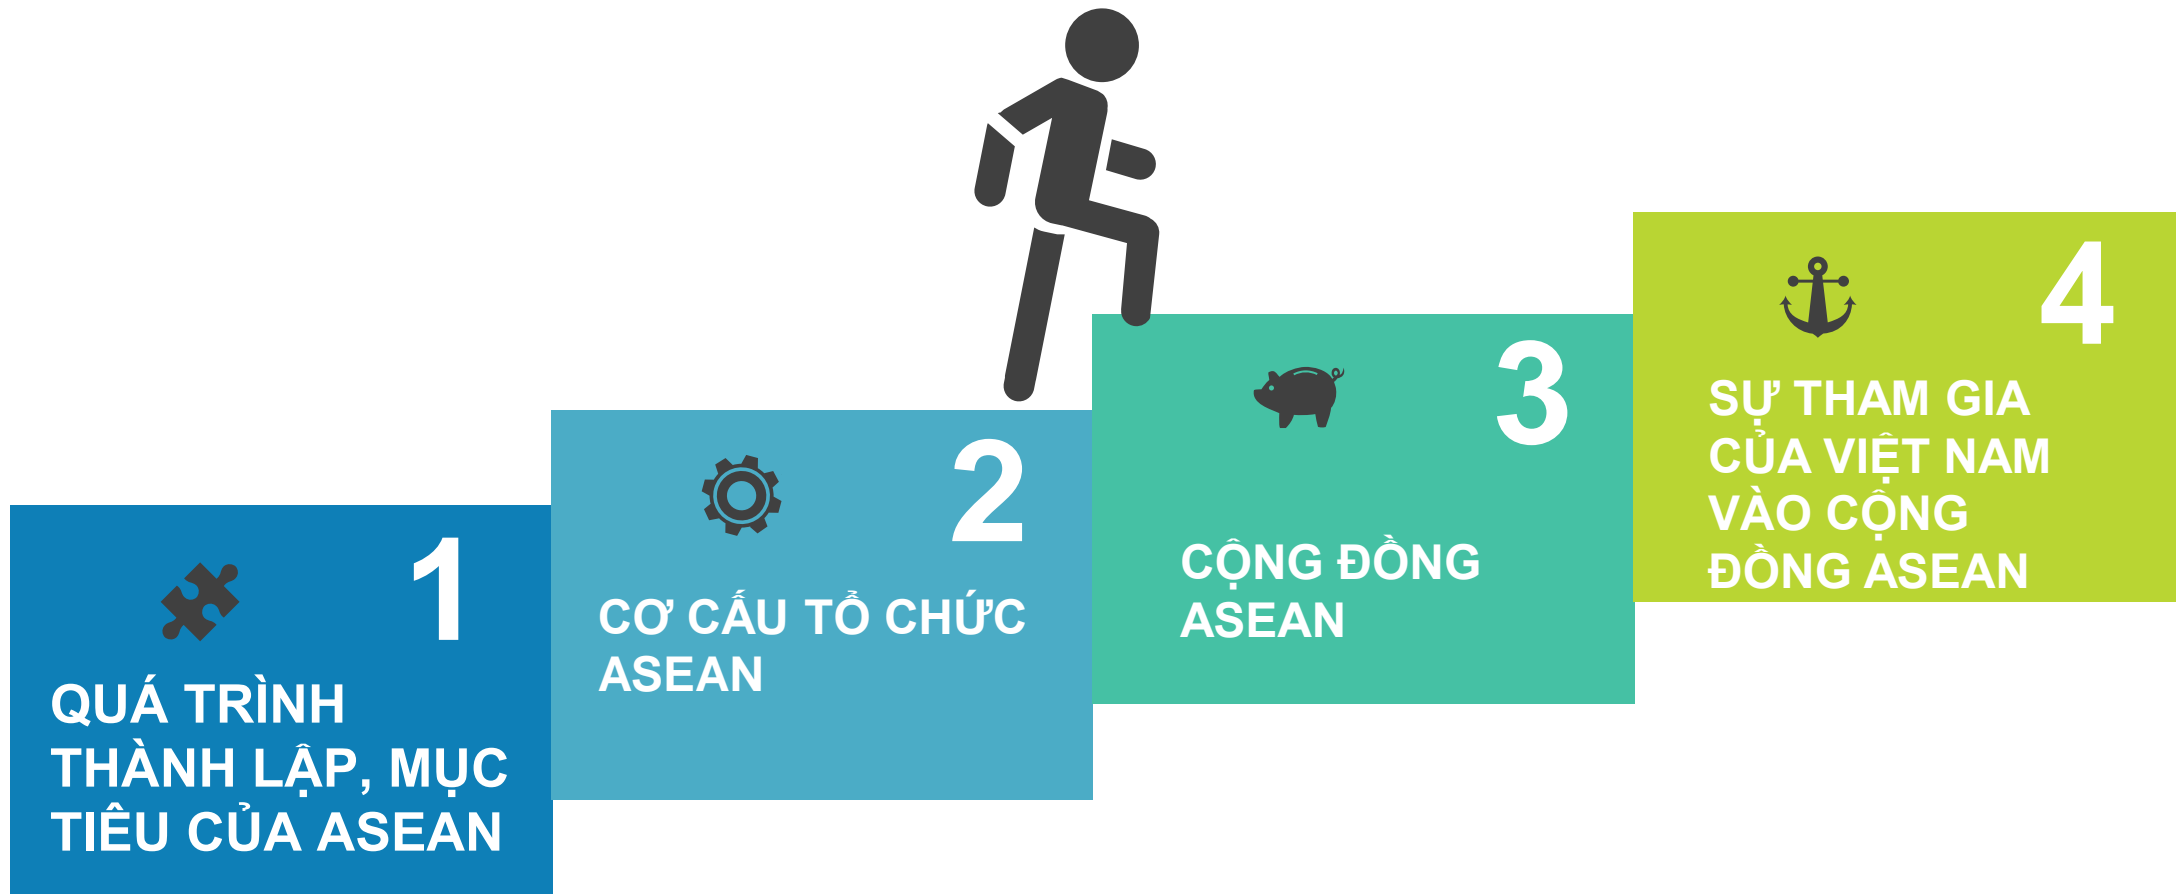 1
QUÁ TRÌNH
THÀNH LẬP, MỤC
TIÊU CỦA ASEAN
2
CƠ CẤU TỔ CHỨC
ASEAN
3
CỘNG ĐỒNG
ASEAN
4
SỰ THAM GIA
CỦA VIỆT NAM
VÀO CỘNG
ĐỒNG ASEAN